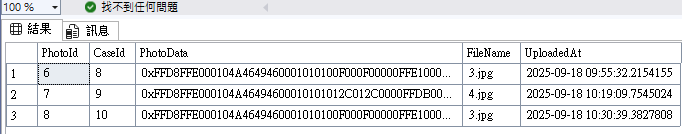 100 % 找不到任何問題
結果 訊息
PhotoId CaseId PhotoData FileName UploadedAt
1 6 8 0xFFD8FFE000104A4649460001010100F000F00000FFE1000... 3.jpg 2025-09-18 09:55:32.2154155
2 7 9 0xFFD8FFE000104A46494600010101012C012C0000FFDB00... 4.jpg 2025-09-18 10:19:09.7545024
3 8 10 0xFFD8FFE000104A4649460001010100F000F00000FFE1000... 3.jpg 2025-09-18 10:30:39.3827808